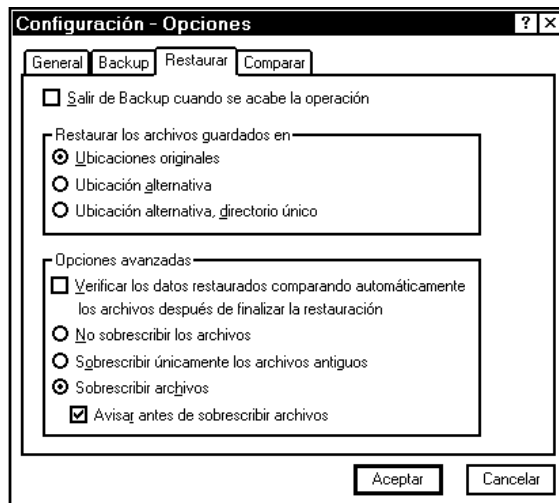 Configuración - Opciones
General Backup Restaurar Comparar
Salir de Backup cuando se acabe la operación
Restaurar los archivos guardados en
Ubicaciones originales
Ubicación alternativa
Ubicación alternativa, directorio único
Opciones avanzadas
Verificar los datos restaurados comparando automáticamente
los archivos después de finalizar la restauración
No sobrescribir los archivos
Sobrescribir únicamente los archivos antiguos
Sobrescribir archivos
Avisar antes de sobrescribir archivos
Aceptar Cancelar